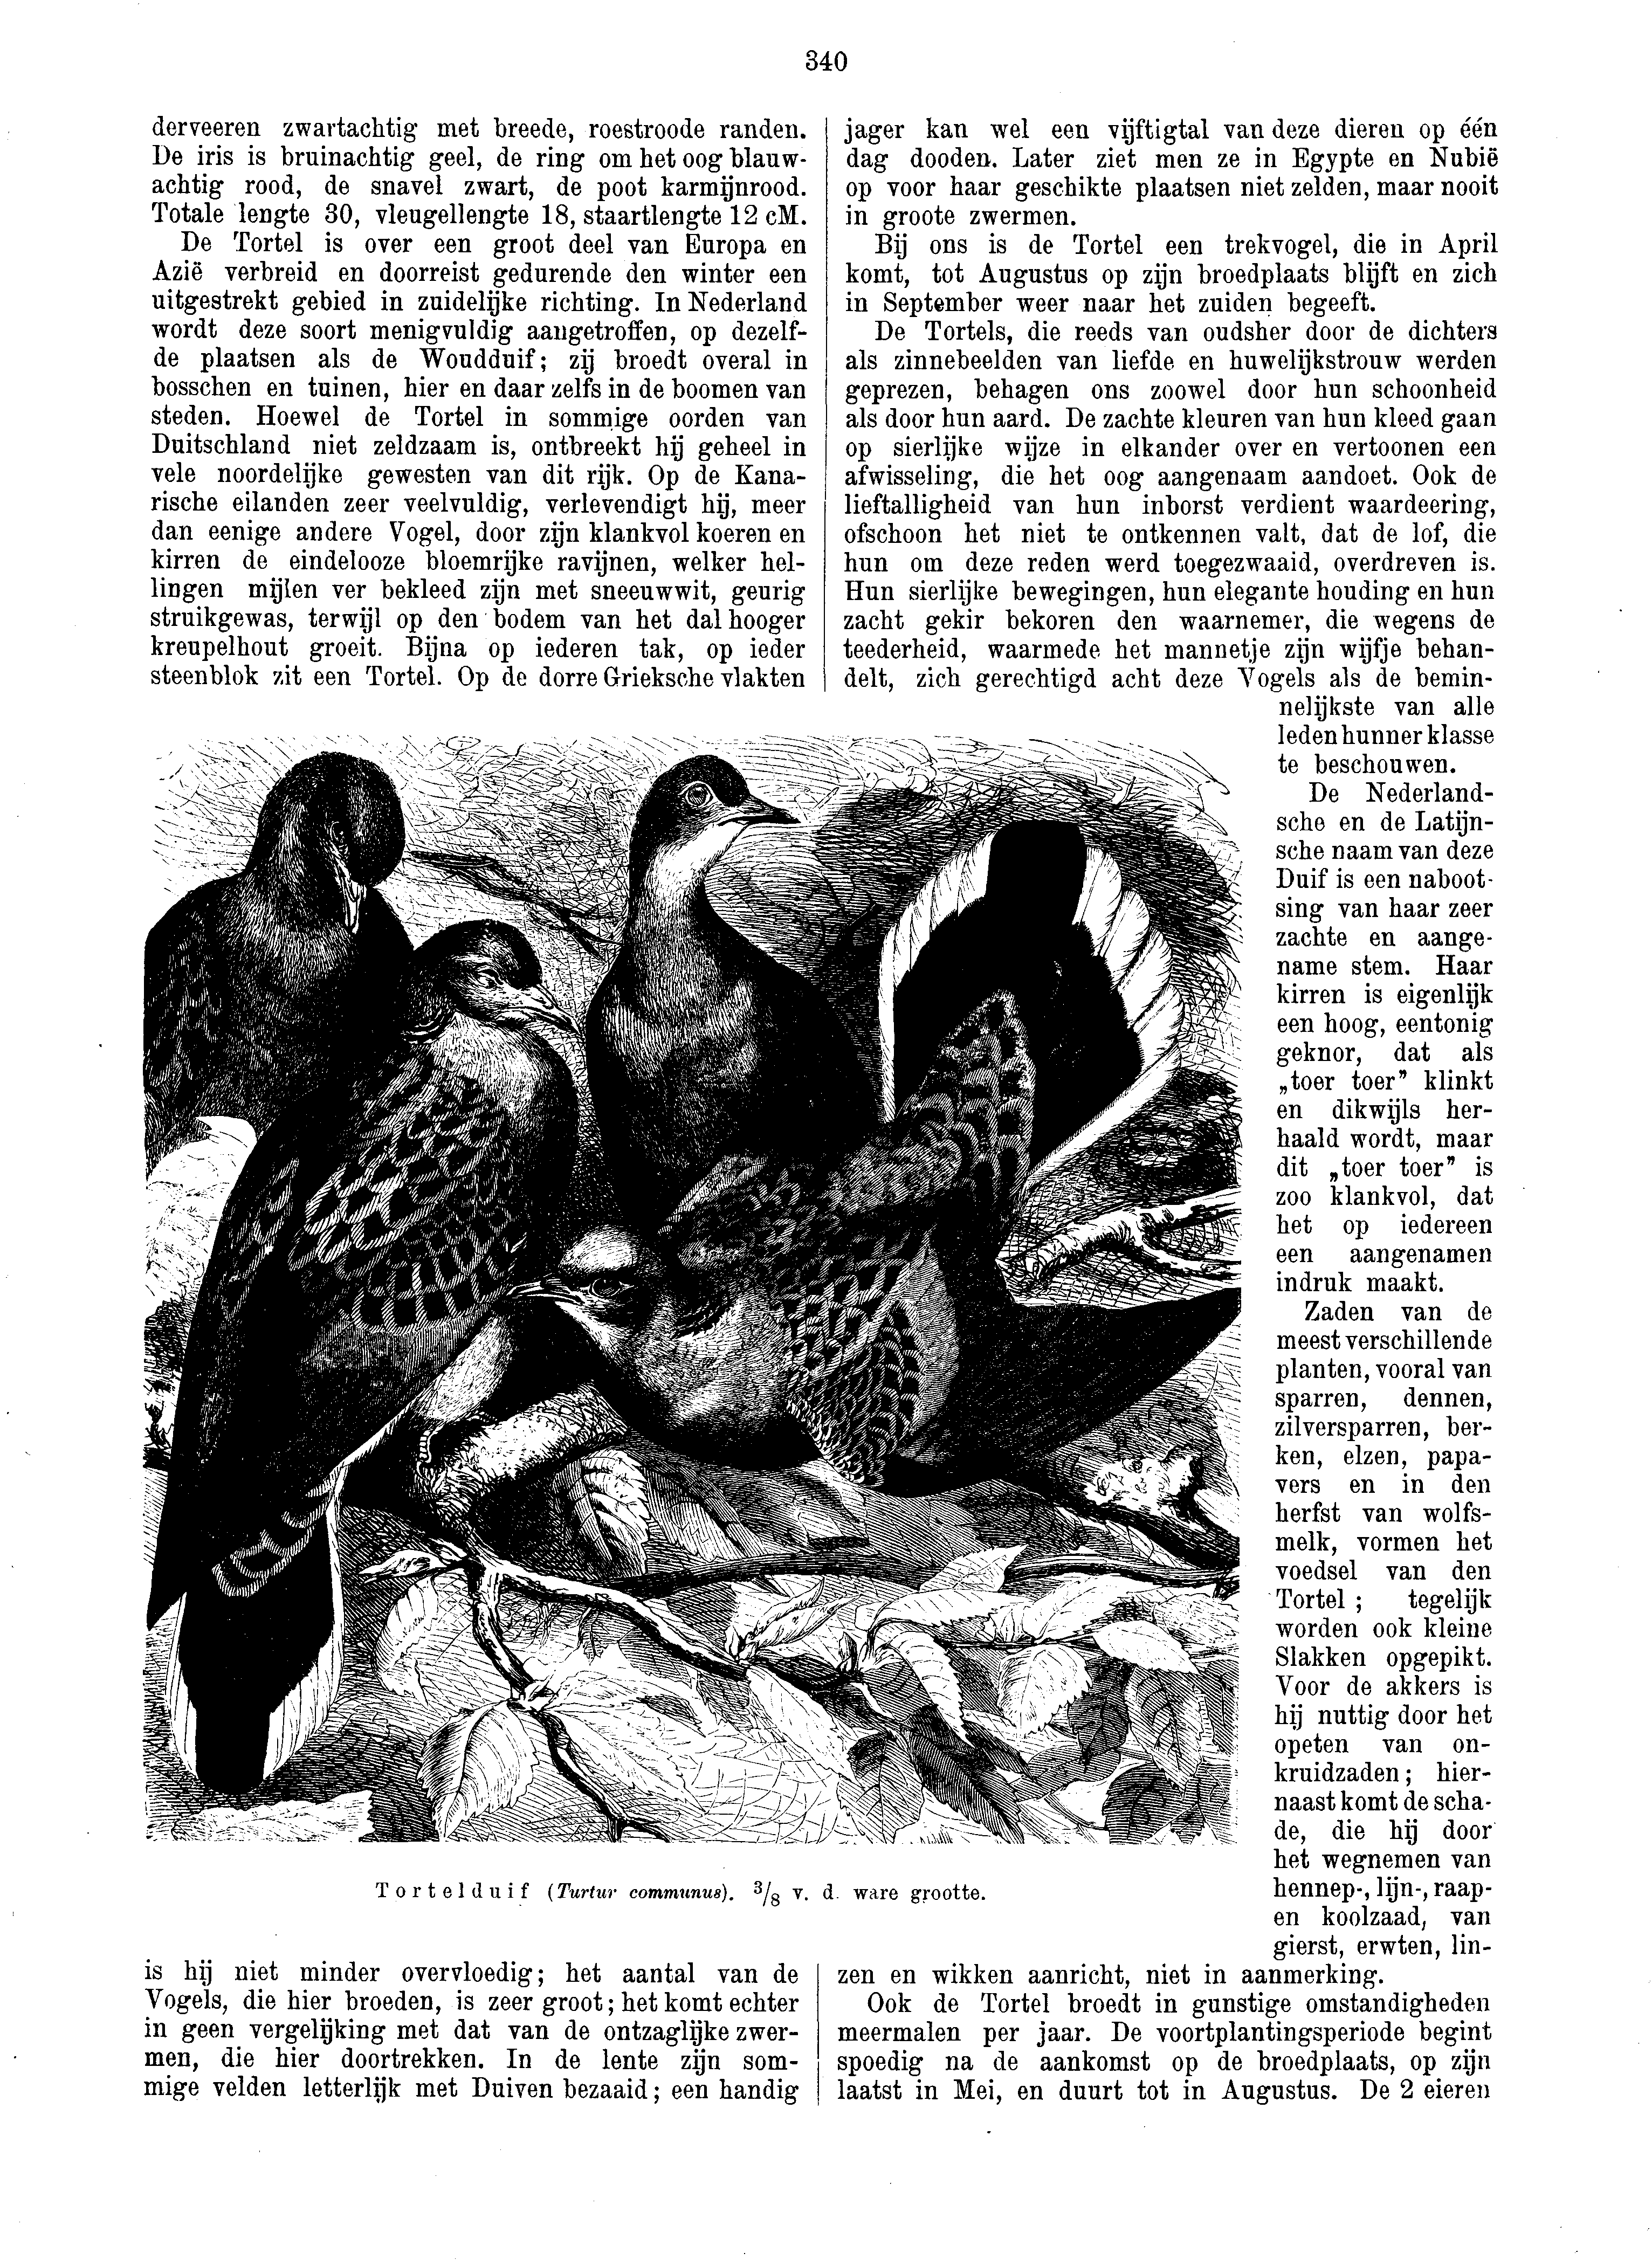 340
derveeren zwartachtig met breede, roestroode randen.
De iris is bruinachtig geel, de ring om het oog blauw-
achtig rood, de snavel zwart, de poot karmijnrood.
Totale lengte 30, vleugellengte 18, staartlengte 12 cM.
De Tortel is over een groot deel van Europa en
Azië verbreid en doorreist gedurende den winter een
uitgestrekt gebied in zuidelijke richting. In Nederland
wordt deze soort menigvuldig aangetroffen, op dezelf-
de plaatsen als de Woudduif; zij broedt overal in
bosschen en tuinen, hier en daar zelfs in de boomen van
steden. Hoewel de Tortel in sommige oorden van
Duitschland niet zeldzaam is, ontbreekt hij geheel in
vele noordelijke gewesten van dit rijk. Op de Kana-
rische eilanden zeer veelvuldig, verlevendigt hij, meer
dan eenige andere Vogel, door zijn klankvol koeren en
kirren de eindelooze bloemrijke ravijnen, welker hel-
lingen mijlen ver bekleed zijn met sneeuwwit, geurig
struikgewas, terwijl op den bodem van het dal hooger
kreupelhout groeit. Bijna op iederen tak, op ieder
steenblok zit een Tortel. Op de dorre Grieksche vlakten
is hij niet minder overvloedig; het aantal van de
Vogels, die hier broeden, is zeer groot; het komt echter
in geen vergelijking met dat van de ontzaglijke zwer-
men, die hier doortrekken. In de lente zijn som-
mige velden letterlijk met Duiven bezaaid; een handig
jager kan wel een vijftigtal van deze dieren op één
dag dooden. Later ziet men ze in Egypte en Nubië
op voor haar geschikte plaatsen niet zelden, maar nooit
in groote zwermen.
Bij ons is de Tortel een trekvogel, die in April
komt, tot Augustus op zijn broedplaats blijft en zich
in September weer naar het zuiden begeeft.
De Tortels, die reeds van oudsher door de dichters
als zinnebeelden van liefde en huwelijkstrouw werden
geprezen, behagen ons zoowel door hun schoonheid
als door hun aard. De zachte kleuren van hun kleed gaan
op sierlijke wijze in elkander over en vertoonen een
afwisseling, die het oog aangenaam aandoet. Ook de
lieftalligheid van hun inborst verdient waardeering,
ofschoon het niet te ontkennen valt, dat de lof, die
hun om deze reden werd toegezwaaid, overdreven is.
Hun sierlijke bewegingen, hun elegante houding en hun
zacht gekir bekoren den waarnemer, die wegens de
teederheid, waarmede het mannetje zijn wijfje behan-
delt, zich gerechtigd acht deze Vogels als de bemin-
nelijkste van alle
leden hunner klasse
te beschouwen.
De Nederland-
sche en de Latijn-
sche naam van deze
Duif is een naboot-
sing van haar zeer
zachte en aange-
name stem. Haar
kirren is eigenlijk
een hoog, eentonig
geknor, dat als
„toer toer” klinkt
en dikwijls her-
haald wordt, maar
dit „toer toer” is
zoo klankvol, dat
het op iedereen
een aangenamen
indruk maakt.
Zaden van de
meest verschillende
planten, vooral van
sparren, dennen,
zilversparren, ber-
ken, elzen, papa-
vers en in den
herfst van wolfs-
melk, vormen het
voedsel van den
Tortel; tegelijk
worden ook kleine
Slakken opgepikt.
Voor de akkers is
hij nuttig door het
opeten van on-
kruidzaden; hier-
naast komt de scha-
de, die hij door
het wegnemen van
hennep-, lijn-, raap-
en koolzaad, van
gierst, erwten, lin-
zen en wikken aanricht, niet in aanmerking.
Ook de Tortel broedt in gunstige omstandigheden
meermalen per jaar. De voortplantingsperiode begint
spoedig na de aankomst op de broedplaats, op zijn
laatst in Mei, en duurt tot in Augustus. De 2 eieren
Tortelduif (Turtur communus). 3/8 v. d. ware grootte.